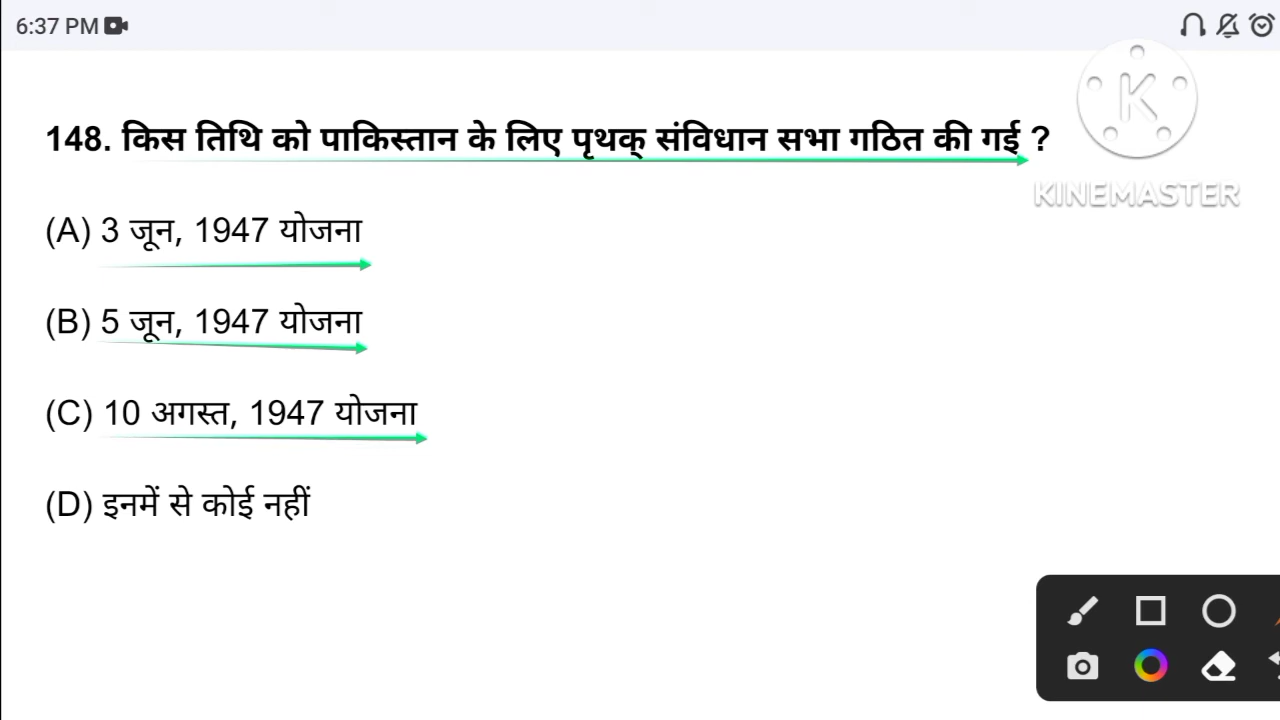 6:37 PM
148. किस तिथि को पाकिस्तान के लिए पृथक् संविधान सभा गठित की गई ?
K
KINEMASTER
(A) 3 जून, 1947 योजना
(B) 5 जून, 1947 योजना
(C) 10 अगस्त, 1947 योजना
(D) इनमें से कोई नहीं